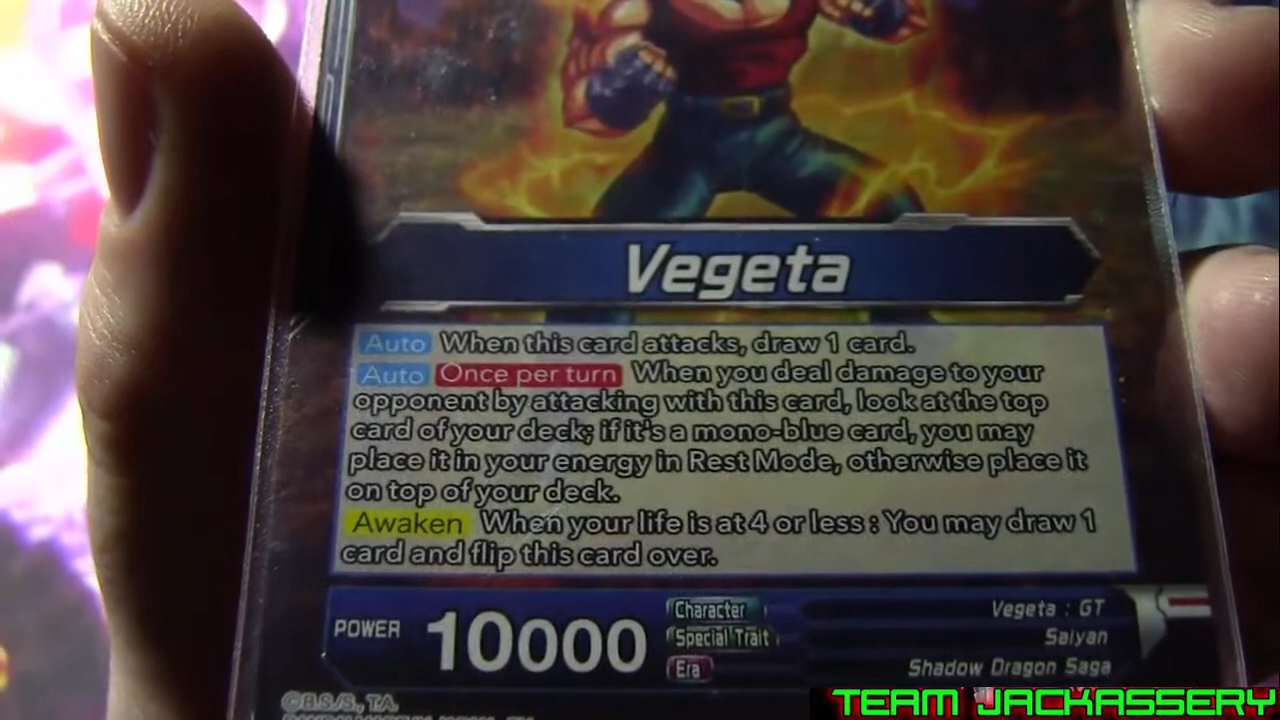 Vegeta
Auto When this card attacks, draw 1 card.
Auto Once per turn When you deal damage to your
opponent by attacking with this card, look at the top
card of your deck; if it's a mono-blue card, you may
place it in your energy in Rest Mode, otherwise place it
on top of your deck.
Awaken When your life is at 4 or less : You may draw 1
card and flip this card over.
POWER 10000
Character Vegeta : GT
Special Trait Saiyan
Era Shadow Dragon Saga
©B.S./S., T.A.
TEAM JACKASSERY